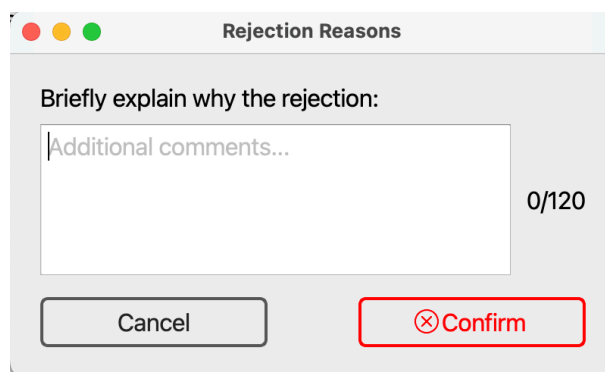 Rejection Reasons
Briefly explain why the rejection:
Additional comments...
0/120
Cancel
Confirm